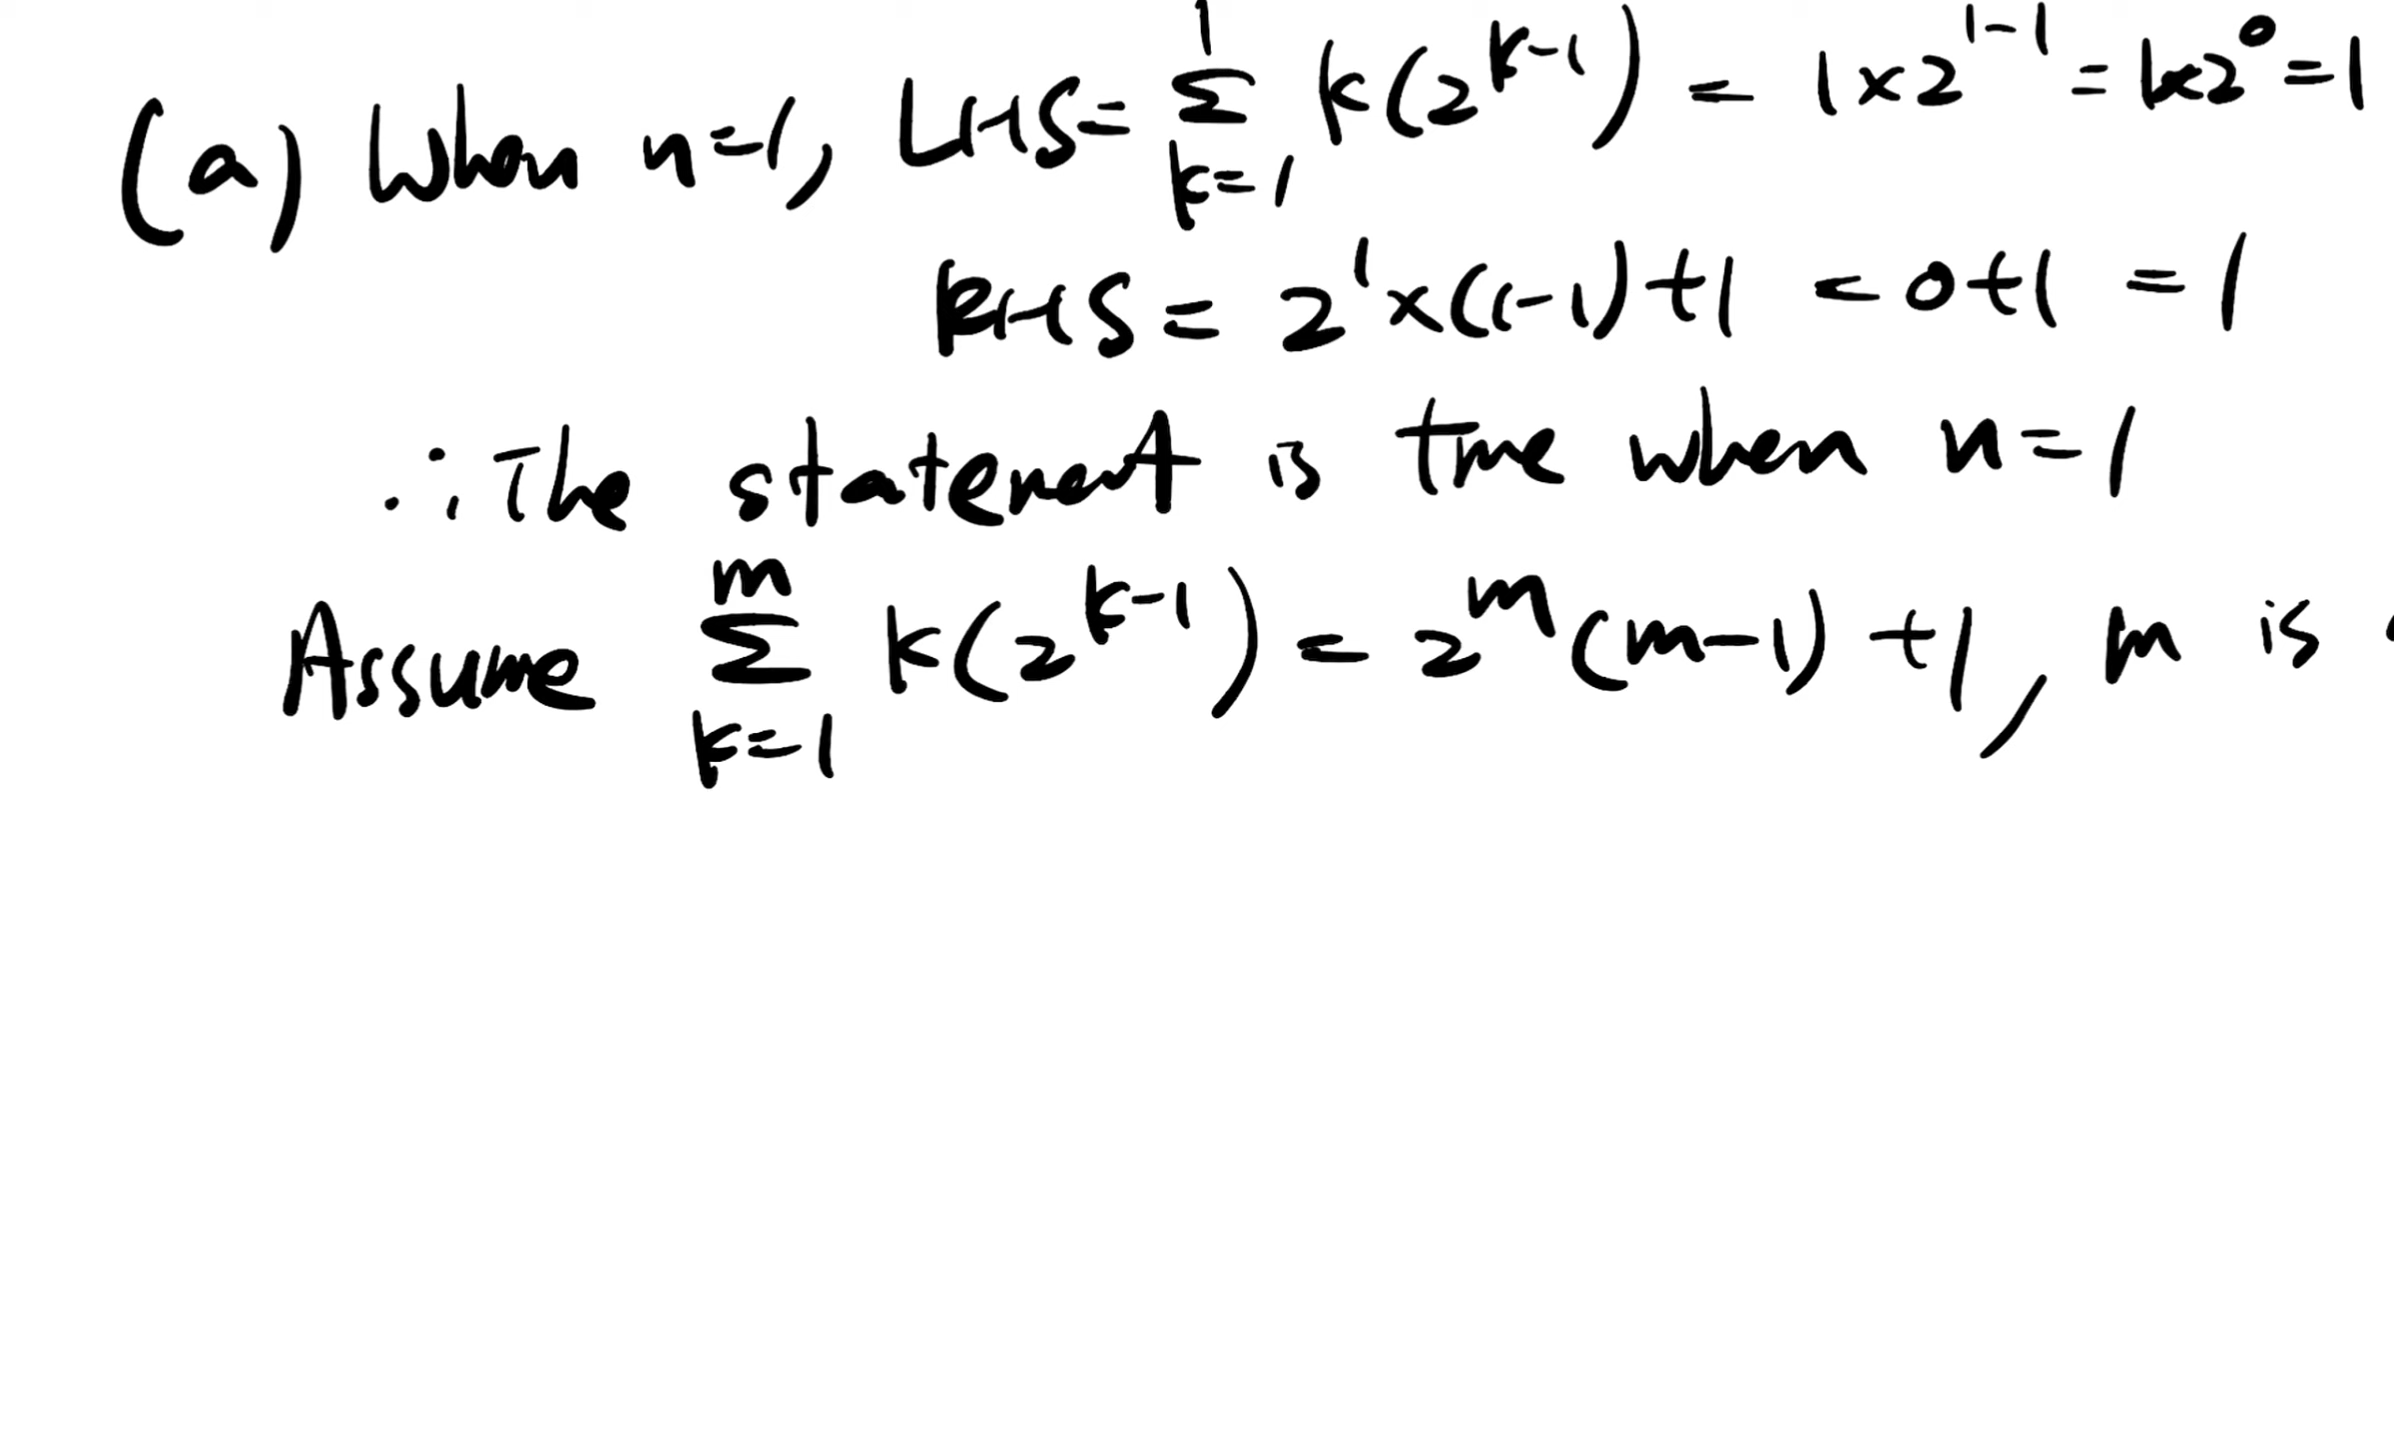 (a) When n=1, LHS = \sum_{k=1}^{1} k(2^{k-1}) = 1×2^{1-1} = 1×2^0 = 1
RHS = 2^1×(1-1)+1 = 0+1 = 1
∴ The statement is true when n=1
Assume \sum_{k=1}^{m} k(2^{k-1}) = 2^m(m-1)+1, m is